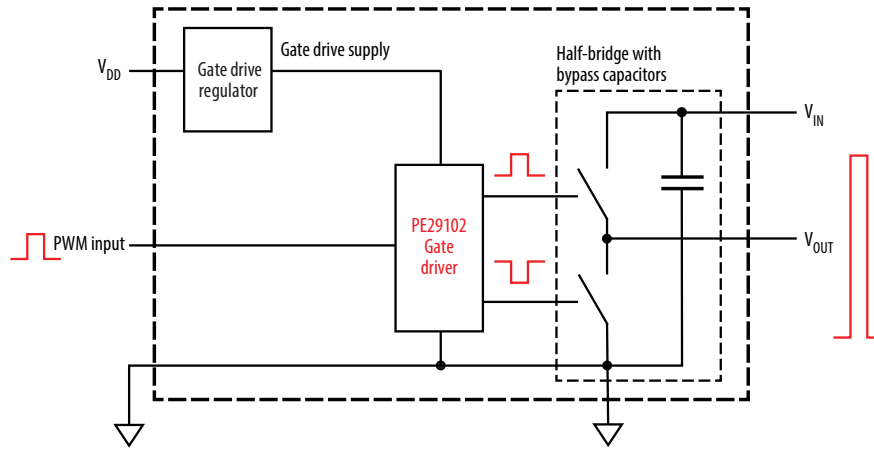 Gate drive supply
V_DD
Gate drive
regulator
Half-bridge with
bypass capacitors
V_IN
PE29102
Gate
driver
PWM input
V_OUT